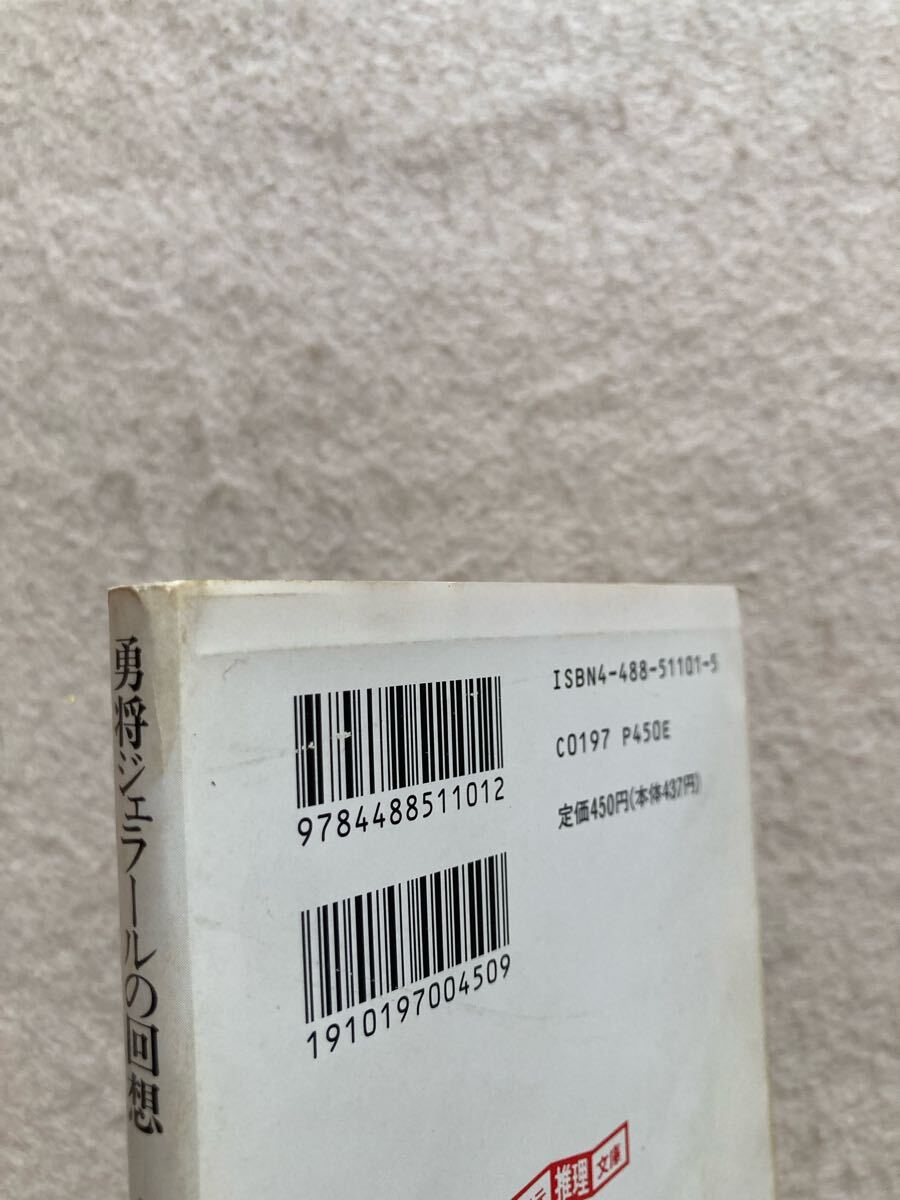 勇将ジェラールの回想
ISBN4-488-51101-5
C0197 P450E
定価450円(本体437円)
9784488511012
1910197004509
推理文庫